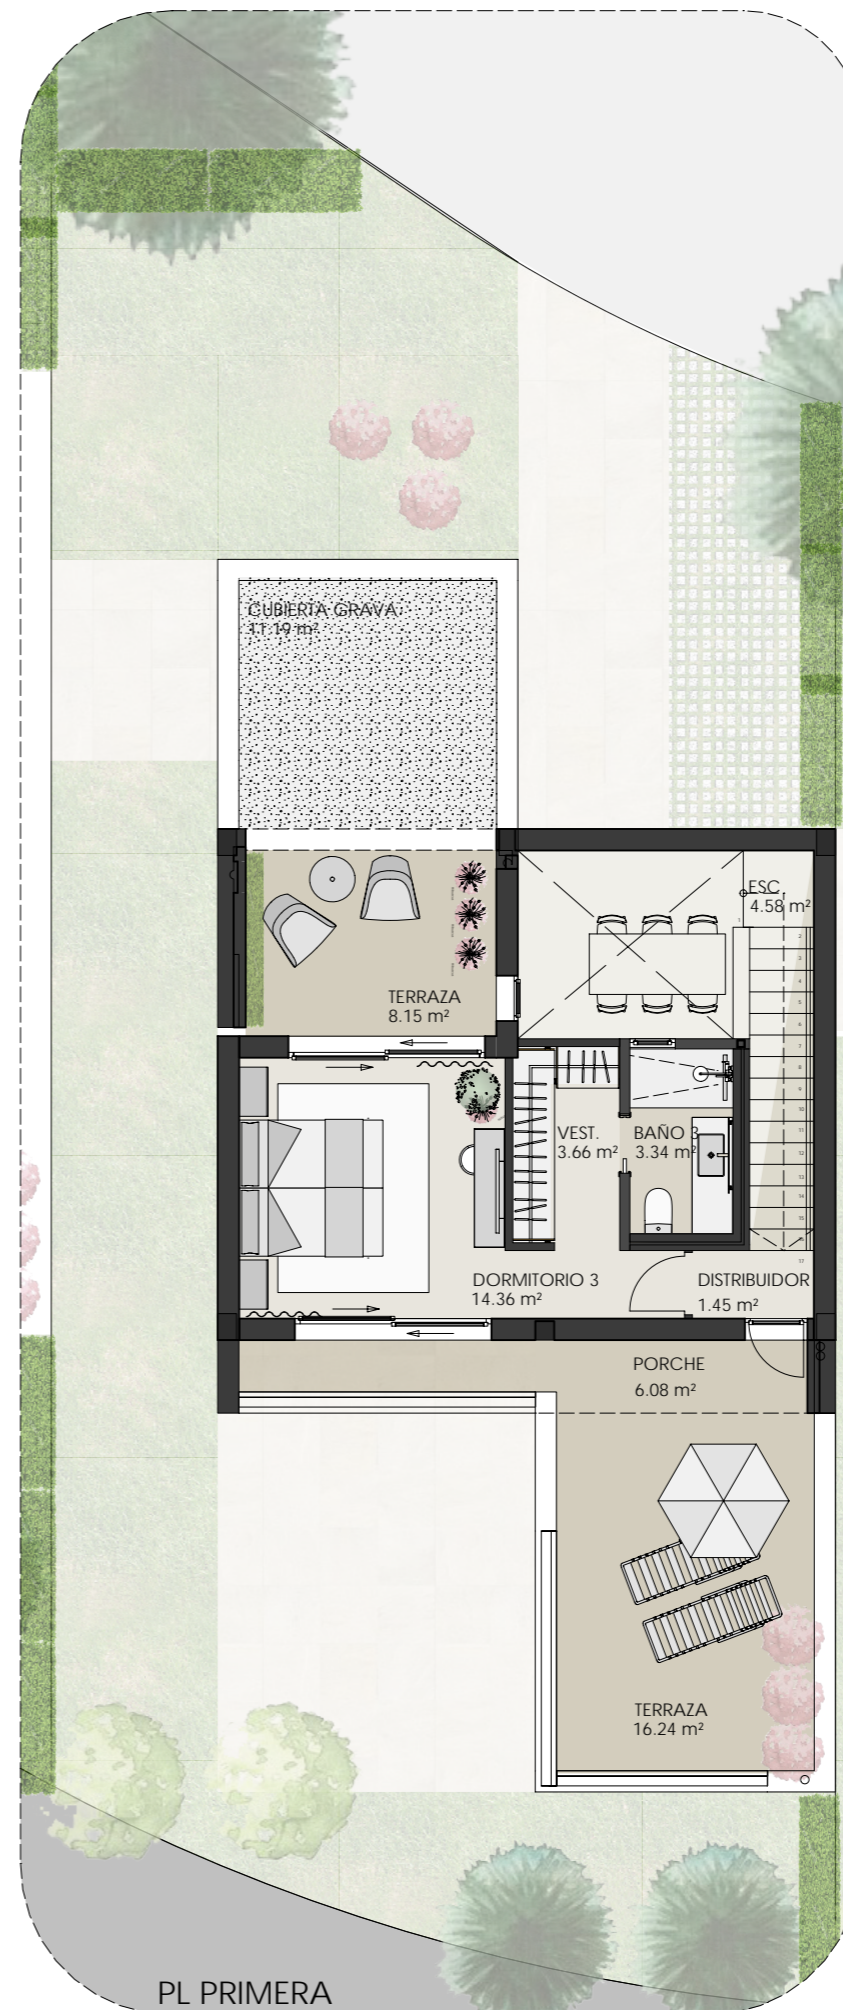 CUBIERTA GRAVA
11.19 m²
ESC.
4.58 m²
TERRAZA
8.15 m²
VEST.
3.66 m²
BAÑO 3
3.34 m²
DORMITORIO 3
14.36 m²
DISTRIBUIDOR
1.45 m²
PORCHE
6.08 m²
TERRAZA
16.24 m²
PL PRIMERA